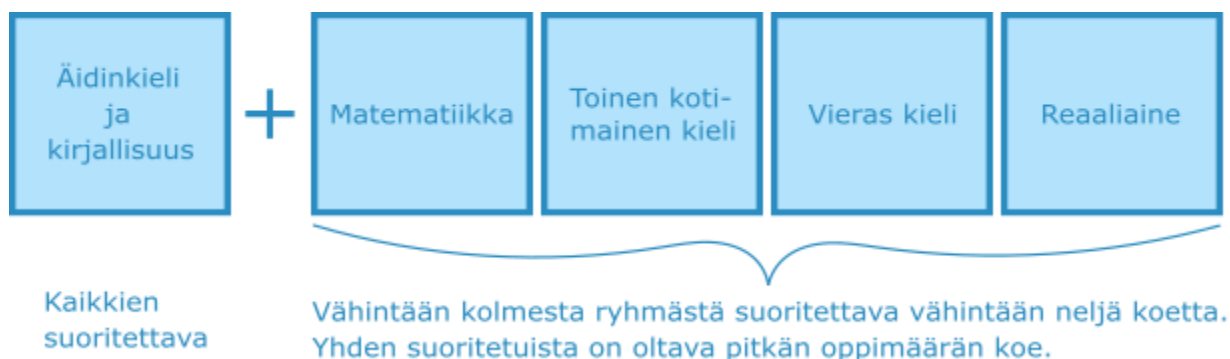 Äidinkieli
ja
kirjallisuus
+
Matematiikka
Toinen koti-
mainen kieli
Vieras kieli
Reaaliaine
Kaikkien
suoritettava
Vähintään kolmesta ryhmästä suoritettava vähintään neljä koetta.
Yhden suoritetuista on oltava pitkän oppimäärän koe.